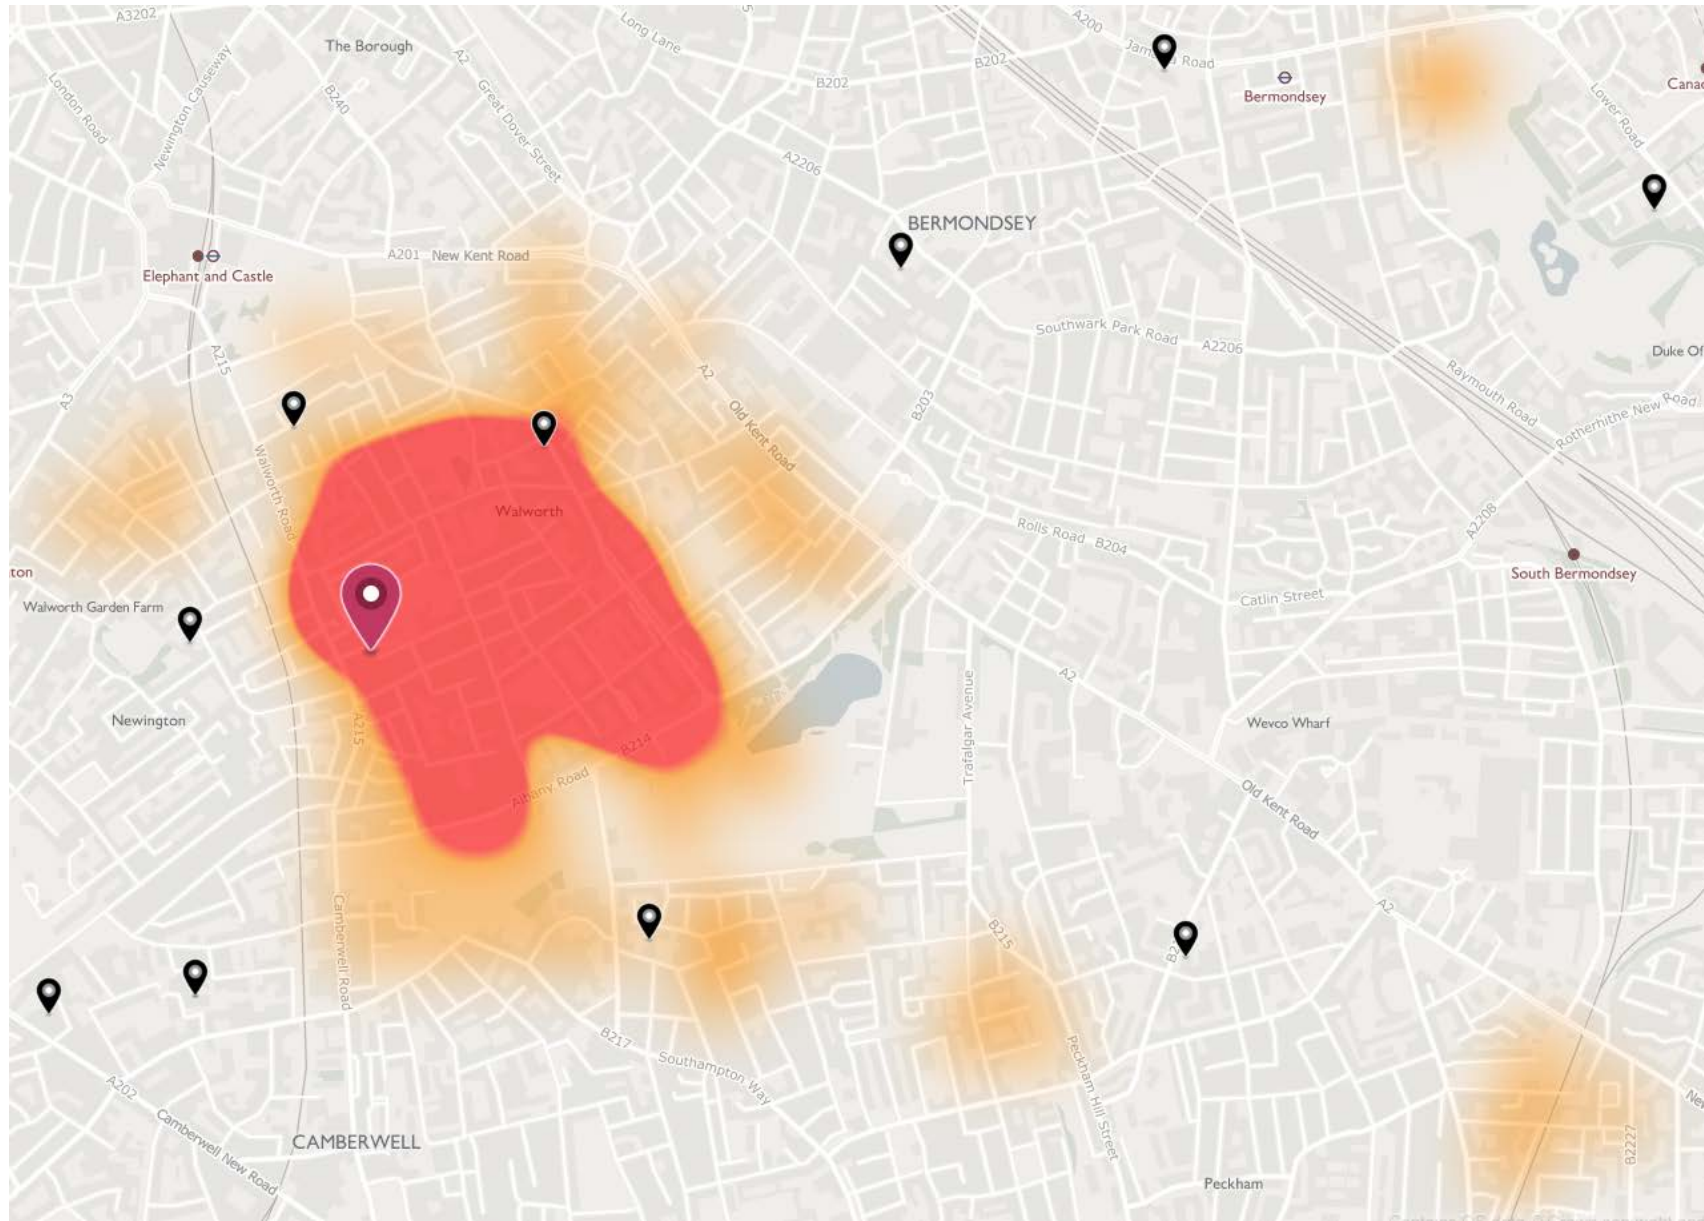 A3202
The Borough
A2
Long Lane
A200
Jam Road
B202
B202
Bermondsey
Canad
Lower Road
London Road
Newington Causeway
B240
Great Dover Street
A2206
BERMONDSEY
A201 New Kent Road
Elephant and Castle
Southwark Park Road
A2206
Duke Of
A215
A3
A2
B203
Raymouth Road
Rotherhithe New Road
Old Kent Road
Walworth Road
Walworth
Rolls Road B204
A2208
South Bermondsey
ton
Walworth Garden Farm
Catlin Street
A2
Newington
A215
B214
Trafalgar Avenue
Wevco Wharf
Albany Road
Old Kent Road
Camberwell Road
A2
B215
B217
Southampton Way
Peckham Hill Street
A202
Camberwell New Road
CAMBERWELL
B2227
Peckham